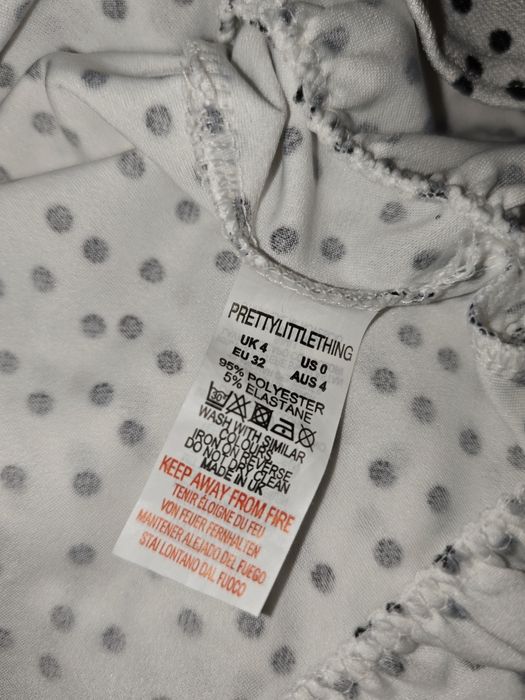 PRETTYLITTLETHING
UK 4 US 0
EU 32 AUS 4
95% POLYESTER
5% ELASTANE
30°
WASH WITH SIMILAR
COLOURS
IRON ON REVERSE
DO NOT DRY CLEAN
MADE IN UK
KEEP AWAY FROM FIRE
TENIR ÉLOIGNE DU FEU
VON FEUER FERNHALTEN
MANTENER ALEJADO DEL FUEGO
STAI LONTANO DAL FUOCO